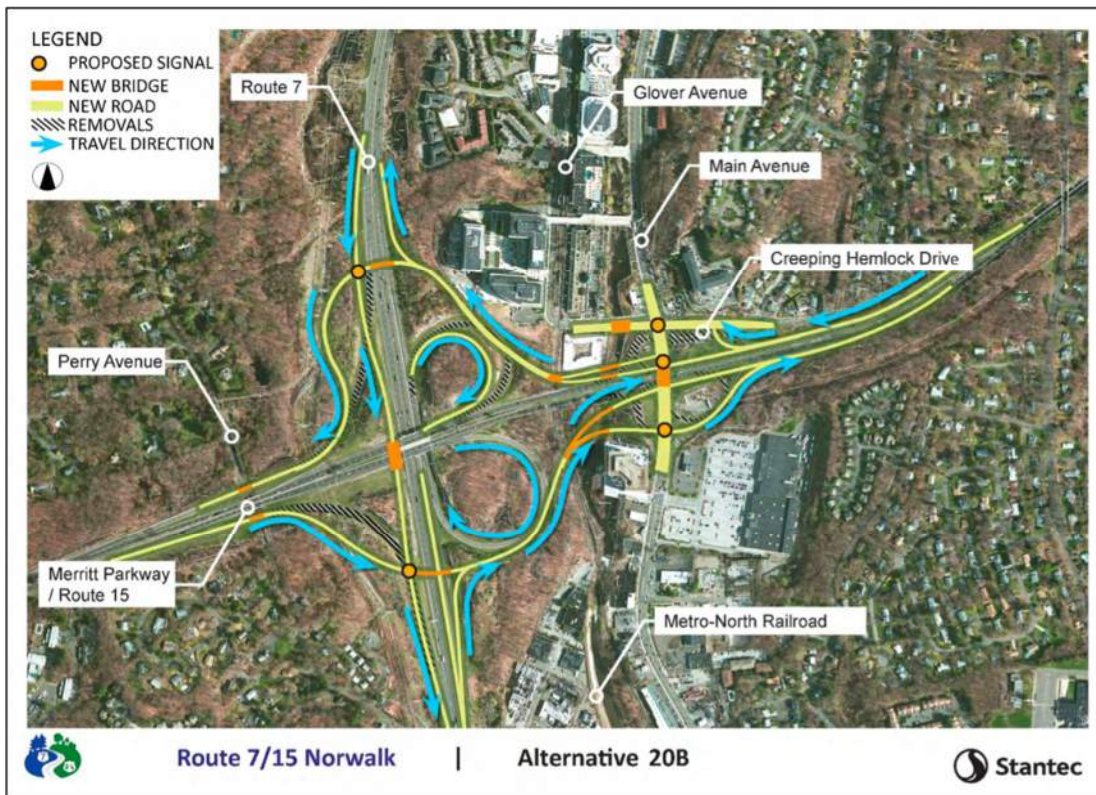 LEGEND
PROPOSED SIGNAL
NEW BRIDGE
NEW ROAD
REMOVALS
TRAVEL DIRECTION
Route 7
Glover Avenue
Main Avenue
Creeping Hemlock Drive
Perry Avenue
Merritt Parkway
/ Route 15
Metro-North Railroad
Route 7/15 Norwalk | Alternative 20B
Stantec